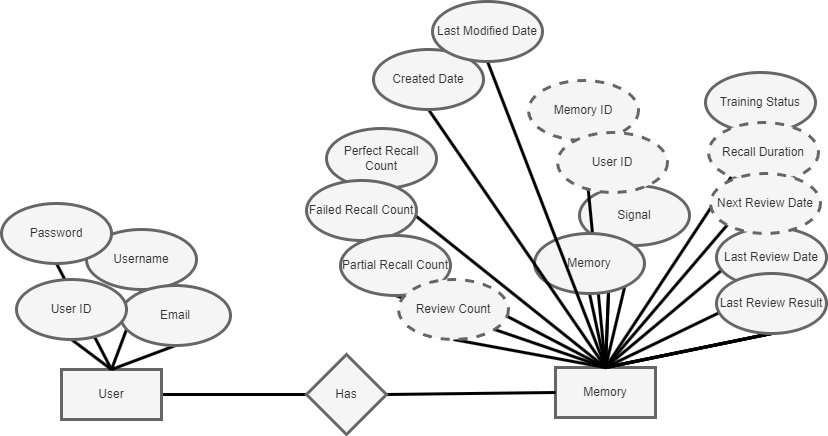 Last Modified Date
Created Date
Memory ID
Training Status
Perfect Recall
Count
User ID
Recall Duration
Failed Recall Count
Signal
Next Review Date
Password
Username
Partial Recall Count
Memory
Last Review Date
User ID
Email
Review Count
Last Review Result
User
Has
Memory